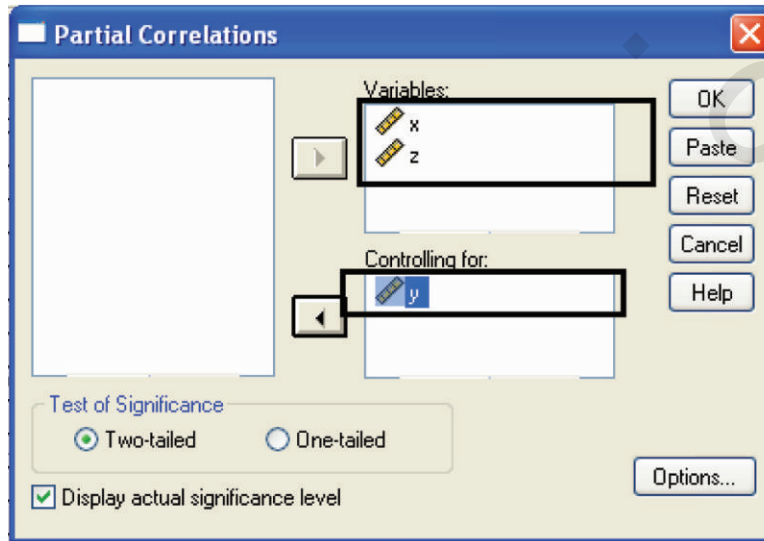 Partial Correlations
Variables:
x
z
OK
Paste
Reset
Cancel
Help
Controlling for:
y
Test of Significance
Two-tailed
One-tailed
Display actual significance level
Options...